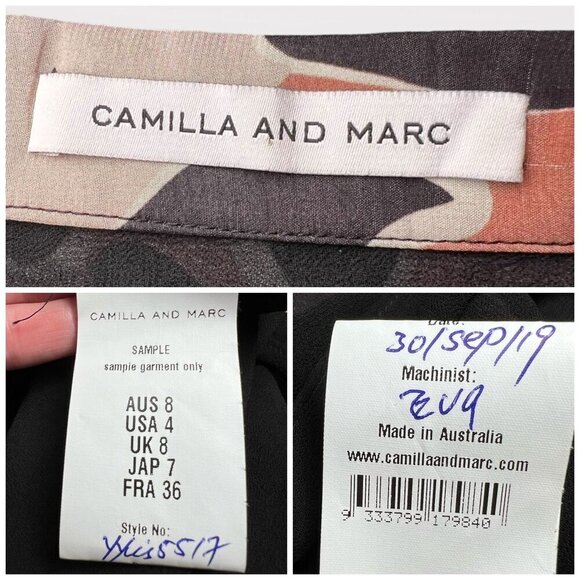 CAMILLA AND MARC
CAMILLA AND MARC
SAMPLE
sample garment only
AUS 8
USA 4
UK 8
JAP 7
FRA 36
Style No:
Date:
30/Sep/19
Machinist:
Made in Australia
www.camillaandmarc.com
9 333799 179840